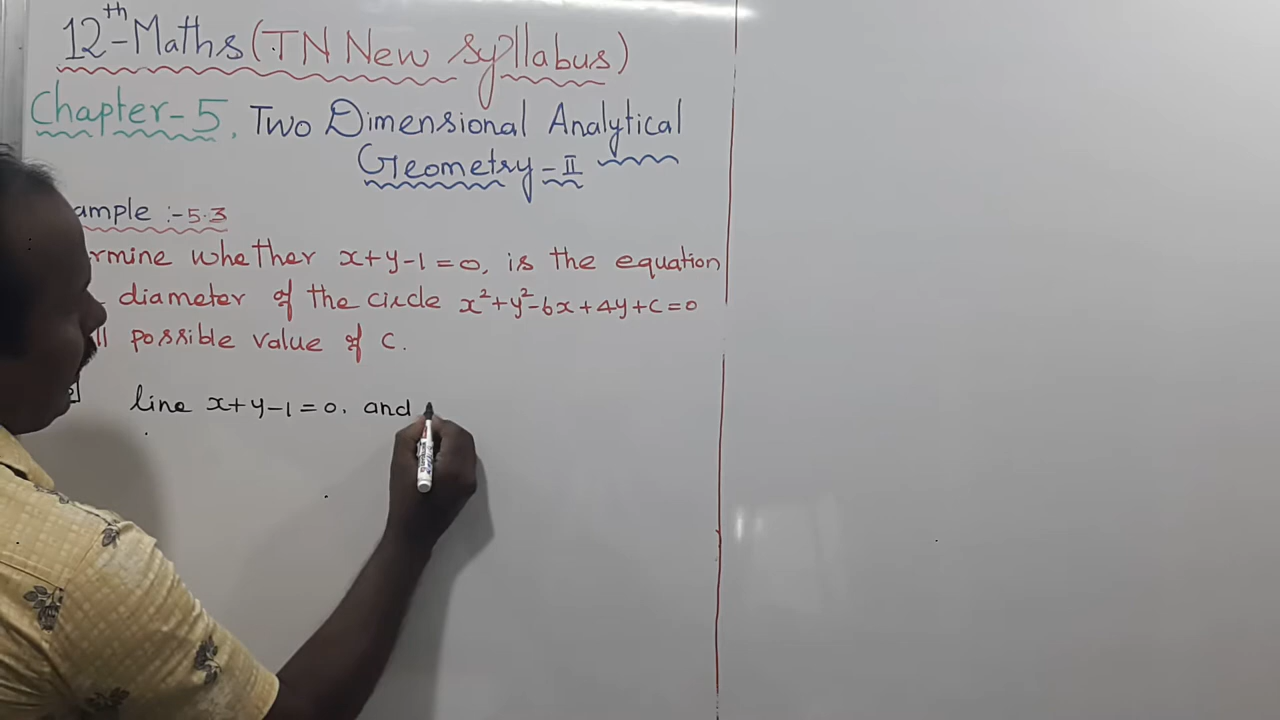 12th-Maths (TN New Syllabus)
Chapter-5. Two Dimensional Analytical
Geometry-II
ample :-5.3
rmine whether x+y-1=0, is the equation
diameter of the circle x²+y²-6x+4y+c=0
ll possible value of c.
line x+y-1=0. and